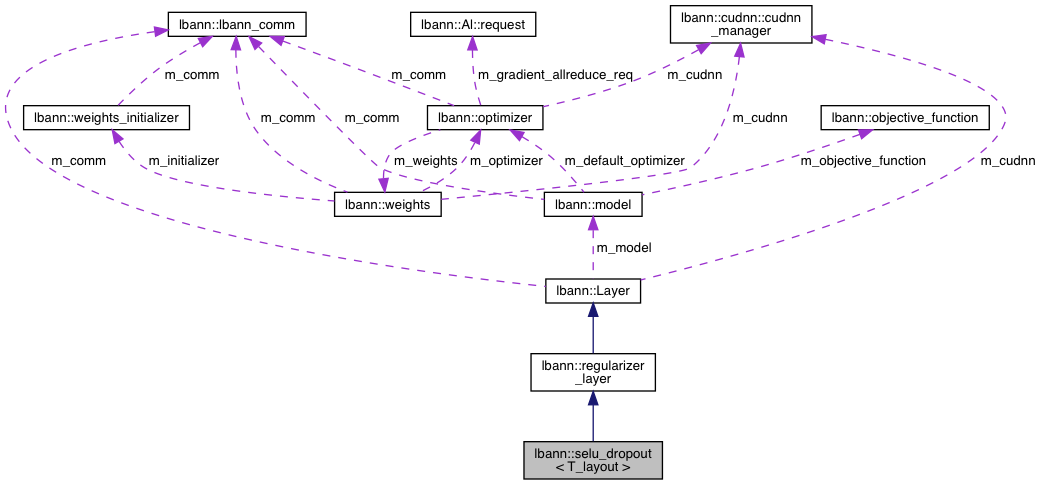 lbann::lbann_comm
lbann::Al::request
lbann::cudnn::cudnn
_manager
m_comm
m_comm
m_gradient_allreduce_req
m_cudnn
lbann::weights_initializer
lbann::optimizer
lbann::objective_function
m_comm
m_comm
m_cudnn
m_comm
m_initializer
m_weights
m_optimizer
m_default_optimizer
m_objective_function
m_cudnn
lbann::weights
lbann::model
m_model
lbann::Layer
lbann::regularizer
_layer
lbann::selu_dropout
< T_layout >